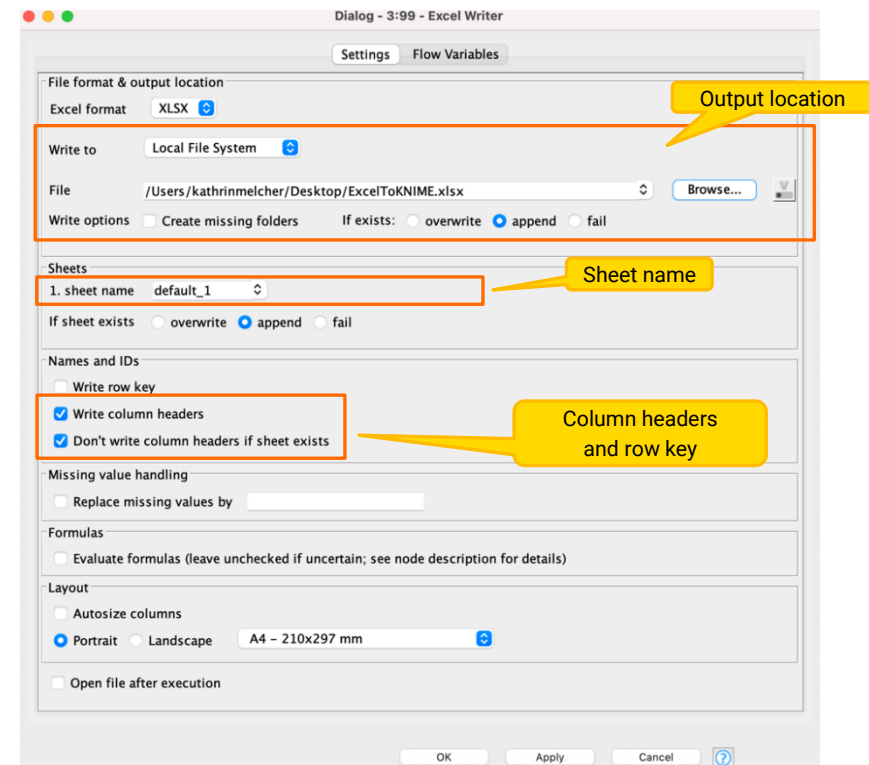 Dialog - 3:99 - Excel Writer
Settings Flow Variables
File format & output location
Excel format XLSX
Output location
Write to Local File System
File /Users/kathrinmelcher/Desktop/ExcelToKNIME.xlsx Browse... V
Write options Create missing folders If exists: overwrite append fail
Sheets
Sheet name
1. sheet name default_1
If sheet exists overwrite append fail
Names and IDs
Write row key
Write column headers
Don't write column headers if sheet exists
Column headers
and row key
Missing value handling
Replace missing values by
Formulas
Evaluate formulas (leave unchecked if uncertain; see node description for details)
Layout
Autosize columns
Portrait Landscape A4 - 210x297 mm
Open file after execution
OK Apply Cancel ?